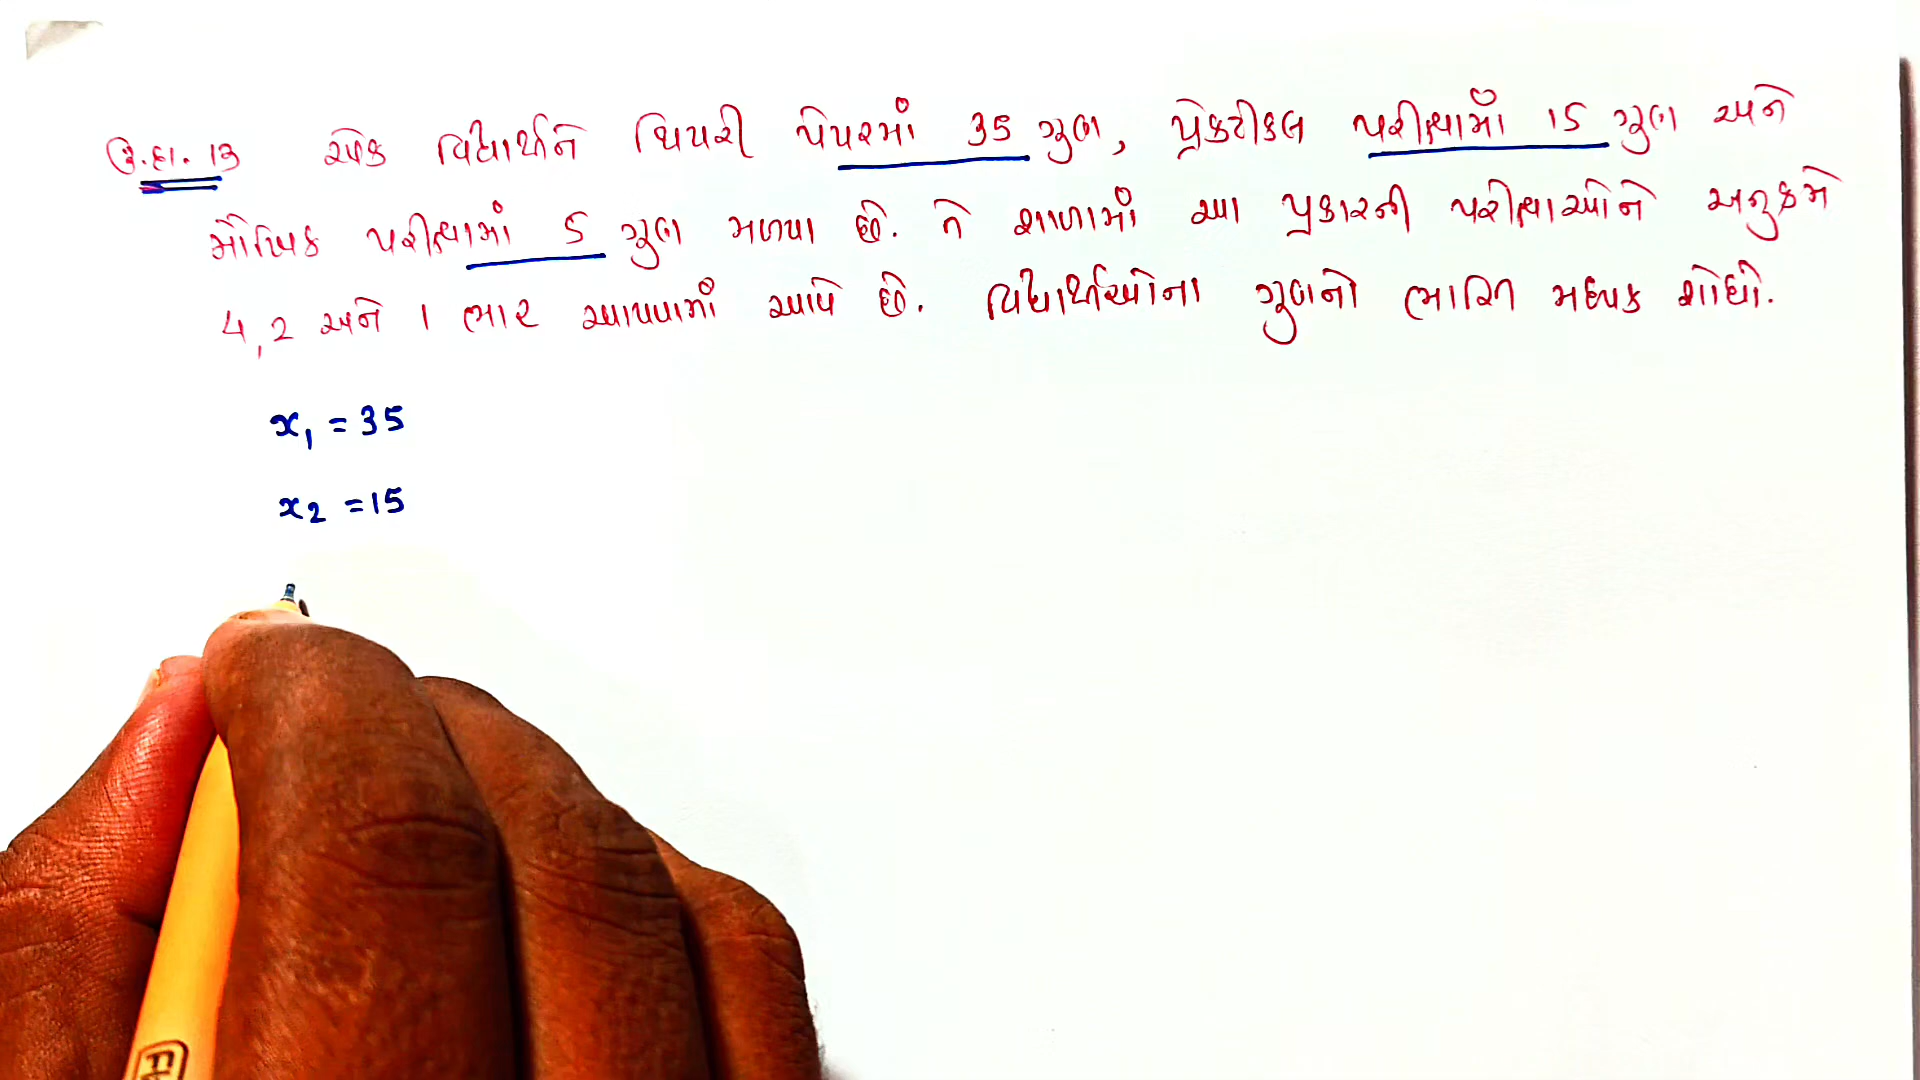 ઉ.દા. 13 એક વિદ્યાર્થીને થિયરી પેપરમાં 35 ગુણ, પ્રેક્ટીકલ પરીક્ષામાઁ 15 ગુણ અને
મૌખિક પરીક્ષામાં 5 ગુણ મળ્યા છે. તે શાળામાં આ પ્રકારની પરીક્ષાઓને અનુક્રમે
4, 2 અને 1 ભાર આપવામાં આવે છે. વિદ્યાર્થીઓના ગુણનો ભારિત મધ્યક શોધો.
x₁ = 35
x₂ = 15